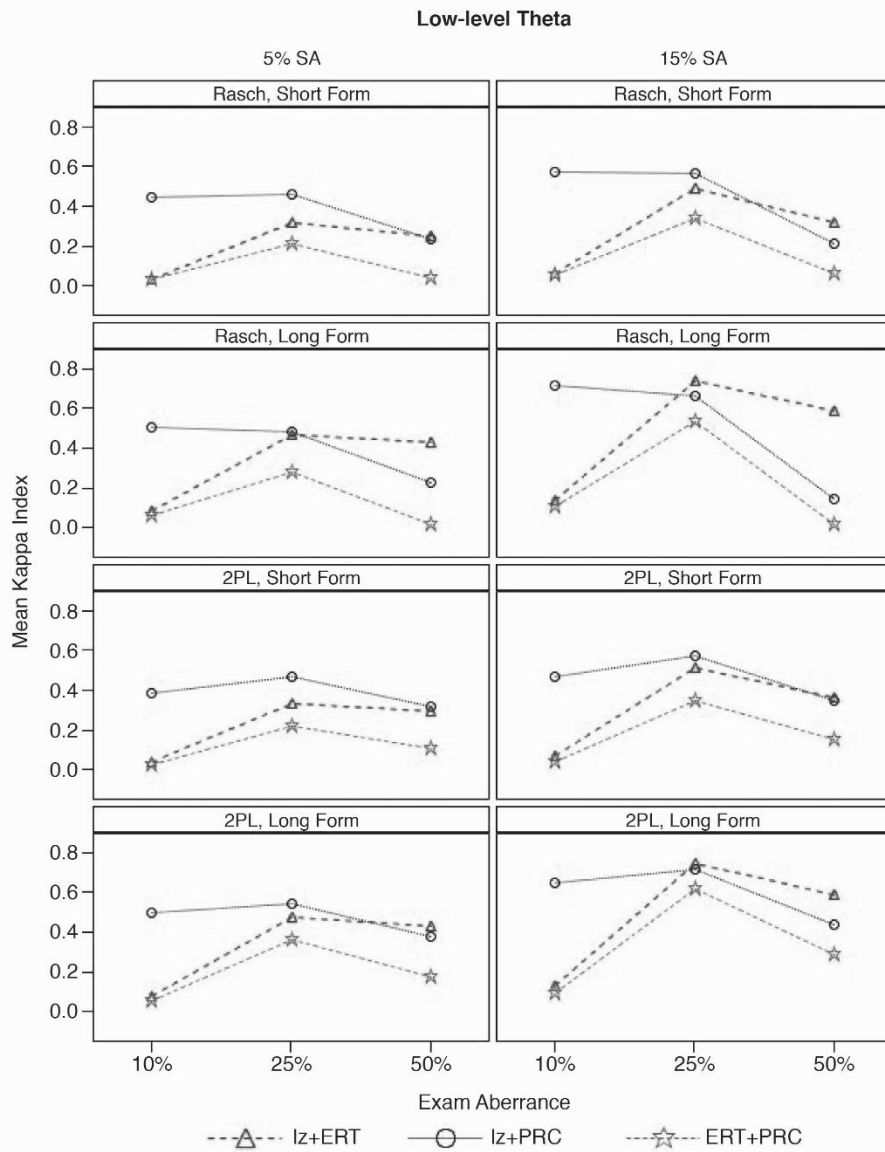 Low-level Theta
5% SA 15% SA
Rasch, Short Form Rasch, Short Form
0.8
0.6
0.4
0.2
0.0
Rasch, Long Form Rasch, Long Form
0.8
0.6
0.4
0.2
0.0
Mean Kappa Index
2PL, Short Form 2PL, Short Form
0.8
0.6
0.4
0.2
0.0
2PL, Long Form 2PL, Long Form
0.8
0.6
0.4
0.2
0.0
10% 25% 50% 10% 25% 50%
Exam Aberrance
lz+ERT lz+PRC ERT+PRC